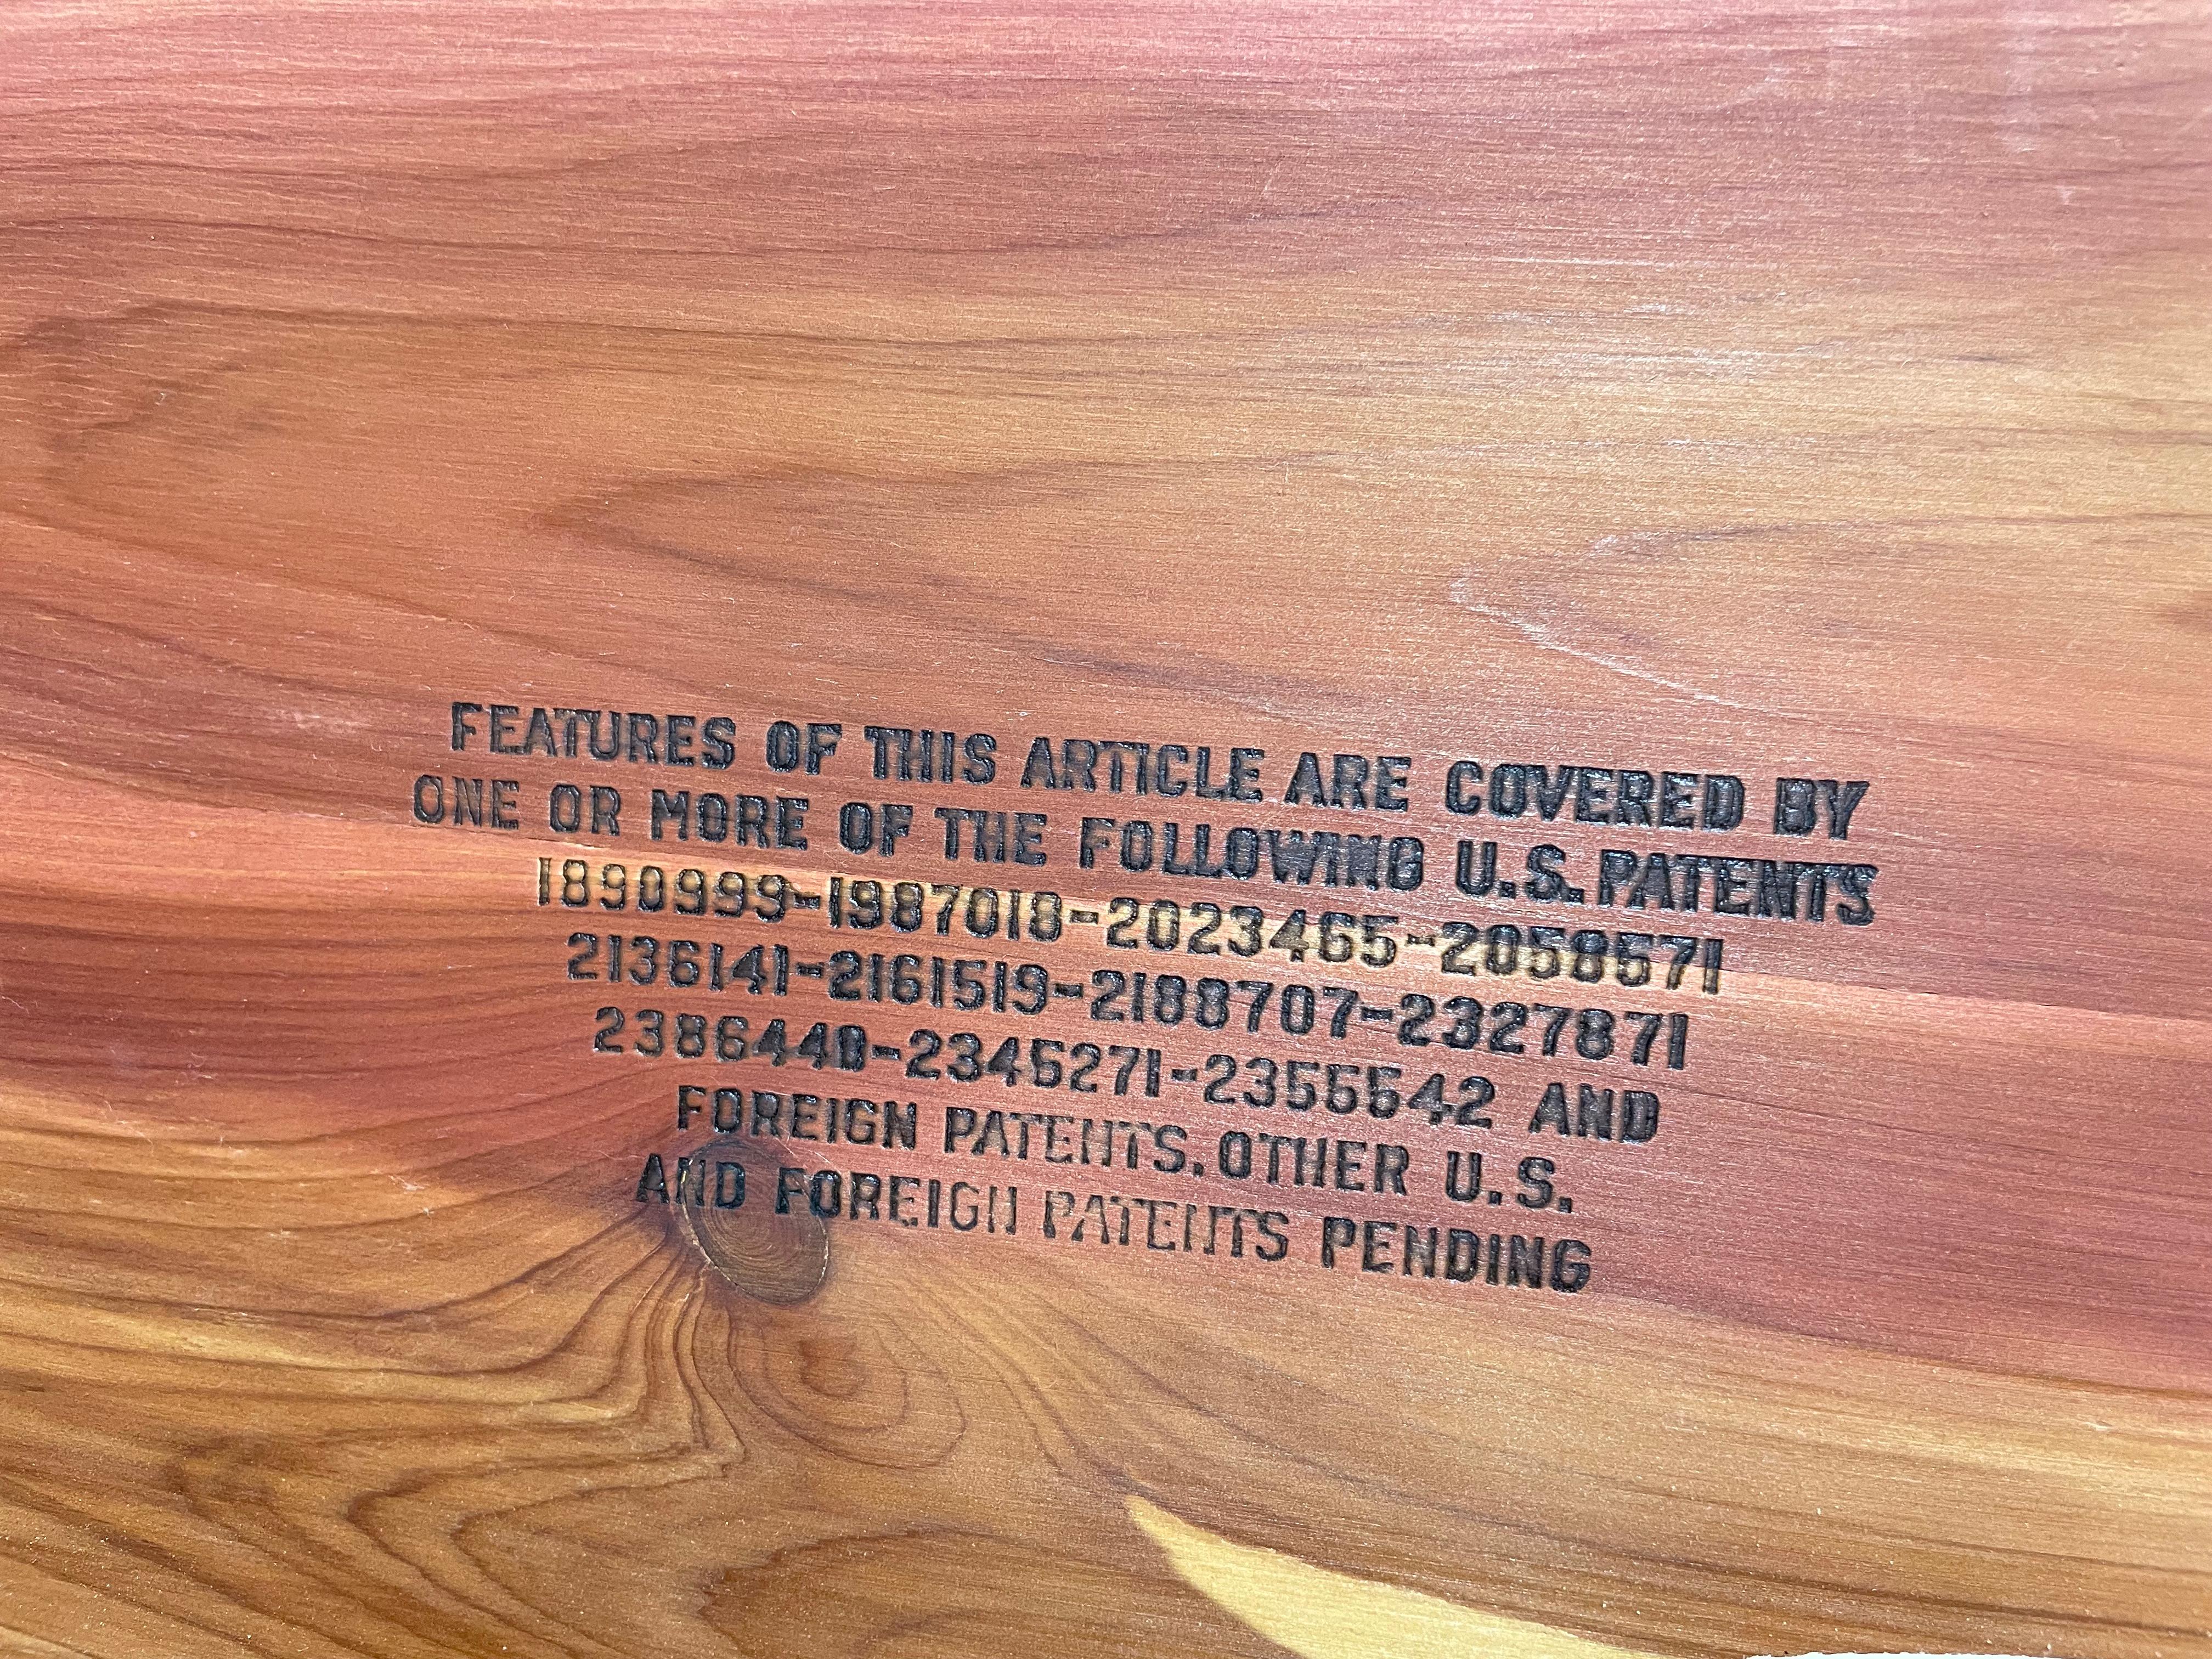 FEATURES OF THIS ARTICLE ARE COVERED BY
ONE OR MORE OF THE FOLLOWING U.S. PATENTS
1890999-1987018-2023465-2058571
2136141-2161519-2188707-2327871
2386440-2345271-2355542 AND
FOREIGN PATENTS. OTHER U.S.
AND FOREIGN PATENTS PENDING